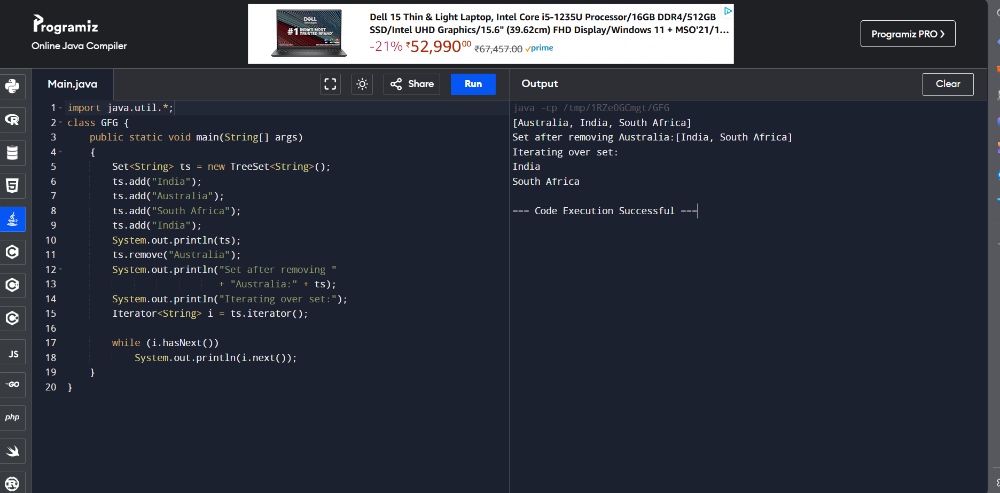 Programiz
Online Java Compiler
DELL
Technologies
#1 INDIA'S MOST
TRUSTED BRAND*
Dell 15 Thin & Light Laptop, Intel Core i5-1235U Processor/16GB DDR4/512GB
SSD/Intel UHD Graphics/15.6" (39.62cm) FHD Display/Windows 11 + MSO'21/1...
-21% ₹52,99000 ₹67,457.00 prime
Programiz PRO ❯
Main.java
Share
Run
Output
Clear
1 import java.util.*;
2 class GFG {
3     public static void main(String[] args)
4     {
5         Set<String> ts = new TreeSet<String>();
6         ts.add("India");
7         ts.add("Australia");
8         ts.add("South Africa");
9         ts.add("India");
10         System.out.println(ts);
11         ts.remove("Australia");
12         System.out.println("Set after removing "
13                            + "Australia:" + ts);
14         System.out.println("Iterating over set:");
15         Iterator<String> i = ts.iterator();
16
17         while (i.hasNext())
18             System.out.println(i.next());
19     }
20 }
java -cp /tmp/1RZeOGCmgt/GFG
[Australia, India, South Africa]
Set after removing Australia:[India, South Africa]
Iterating over set:
India
South Africa
=== Code Execution Successful ===
R
5
C
C
C
JS
GO
php
R